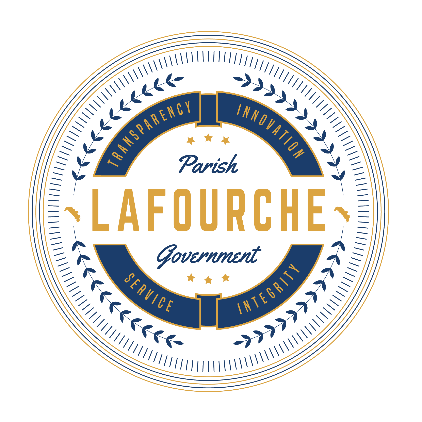 TRANSPARENCY
INNOVATION
Parish
LAFOURCHE
Government
SERVICE
INTEGRITY